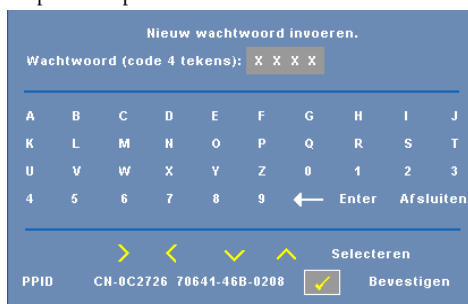 Nieuw wachtwoord invoeren.
Wachtwoord (code 4 tekens): X X X X
A B C D E F G H I J
K L M N O P Q R S T
U V W X Y Z 0 1 2 3
4 5 6 7 8 9 ← Enter Afsluiten
Selecteren
PPID CN-0C2726 70641-46B-0208 ✓ Bevestigen